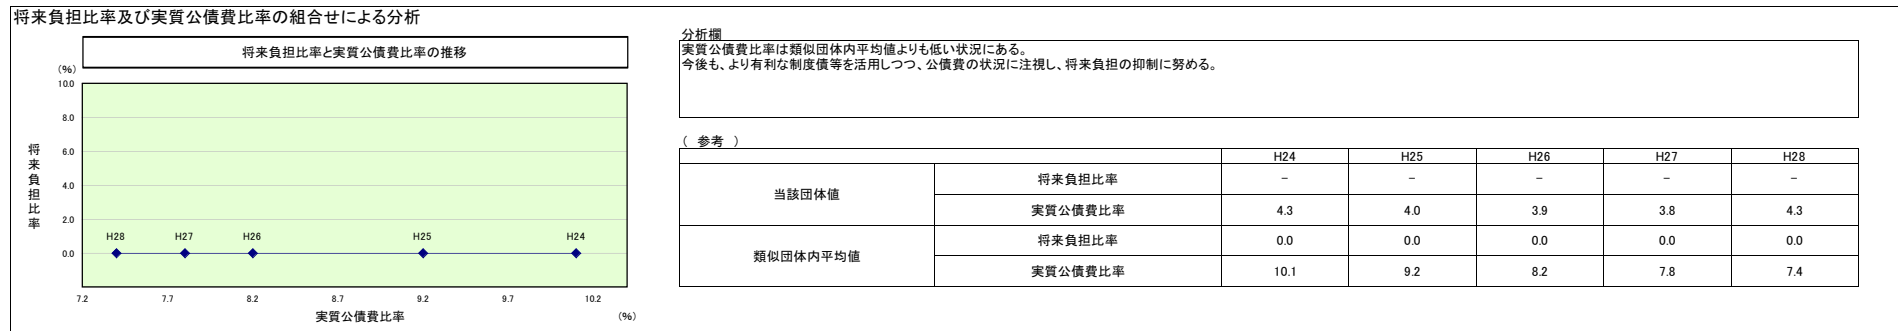 将来負担比率及び実質公債費比率の組合せによる分析
将来負担比率と実質公債費比率の推移
(%)
10.0
8.0
6.0
4.0
2.0
0.0
将来負担比率
H28 H27 H26 H25 H24
7.2 7.7 8.2 8.7 9.2 9.7 10.2
実質公債費比率 (%)
分析欄
実質公債費比率は類似団体内平均値よりも低い状況にある。
今後も、より有利な制度債等を活用しつつ、公債費の状況に注視し、将来負担の抑制に努める。
( 参考 )
H24 H25 H26 H27 H28
当該団体値
将来負担比率 － － － － －
実質公債費比率 4.3 4.0 3.9 3.8 4.3
類似団体内平均値
将来負担比率 0.0 0.0 0.0 0.0 0.0
実質公債費比率 10.1 9.2 8.2 7.8 7.4